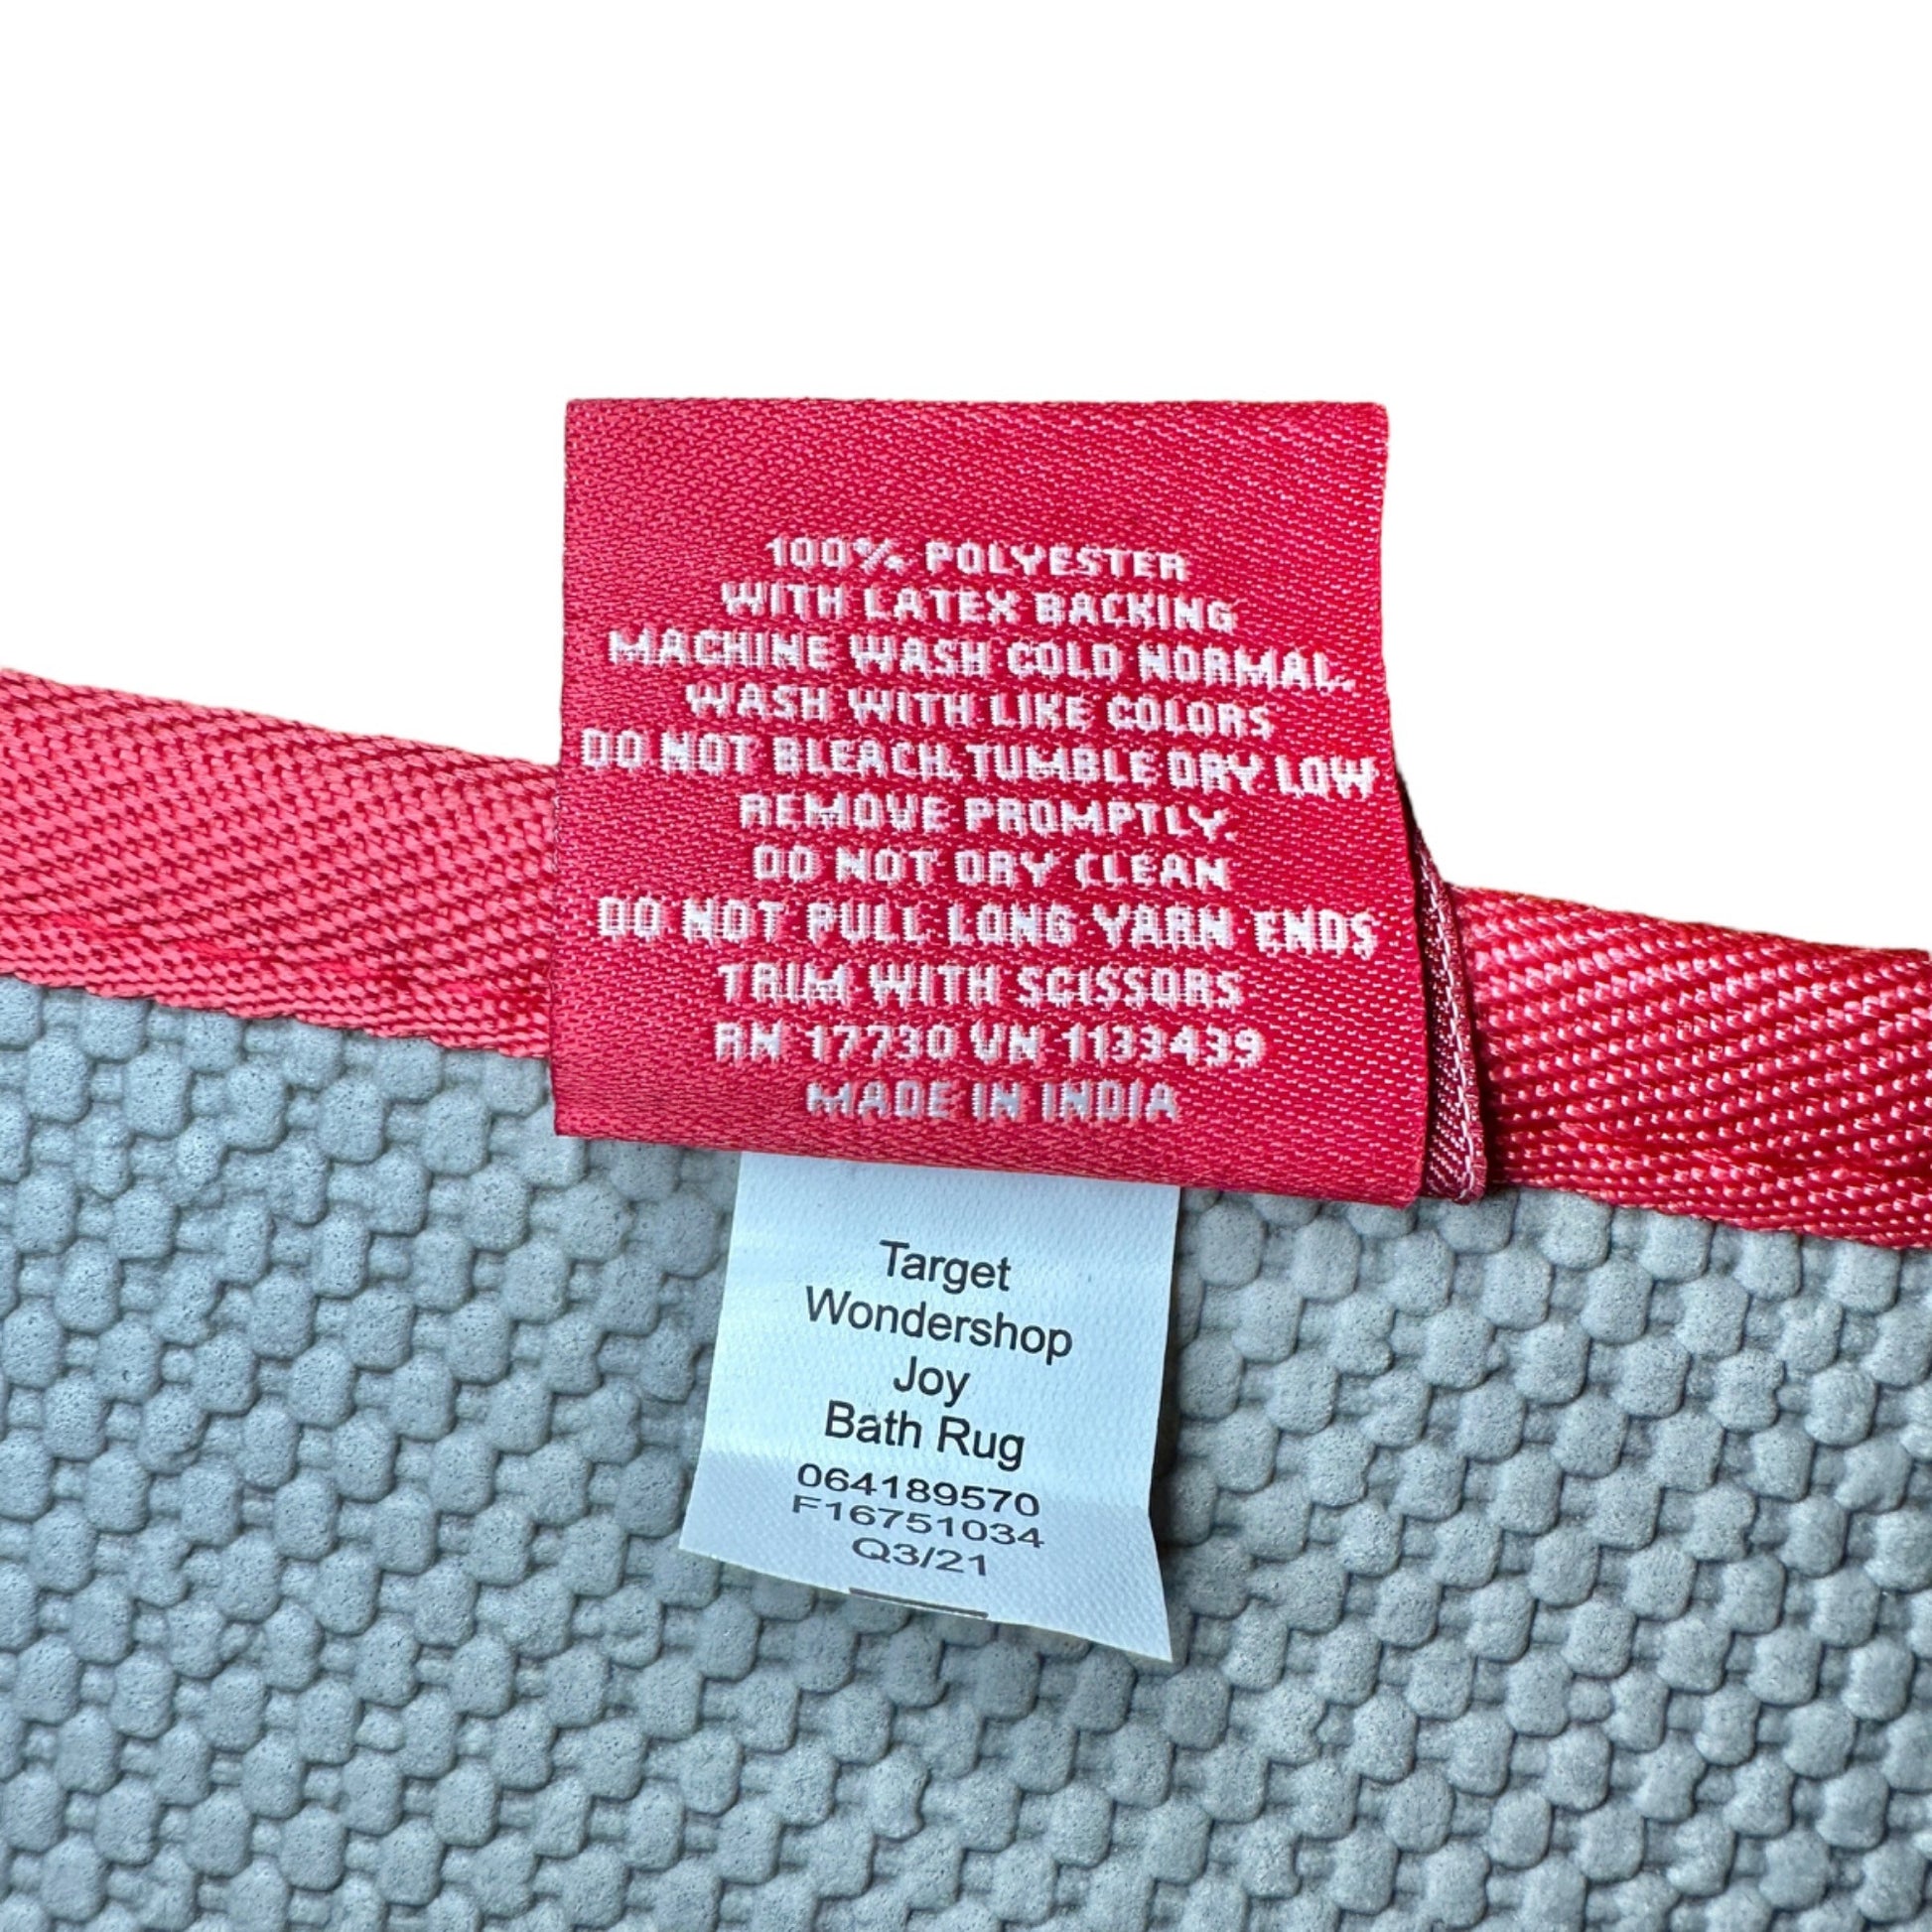 100% POLYESTER
WITH LATEX BACKING
MACHINE WASH COLD NORMAL.
WASH WITH LIKE COLORS
DO NOT BLEACH. TUMBLE DRY LOW
REMOVE PROMPTLY.
DO NOT DRY CLEAN
DO NOT PULL LONG YARN ENDS
TRIM WITH SCISSORS
RN 17730 VN 1133439
MADE IN INDIA
Target
Wondershop
Joy
Bath Rug
064189570
F16751034
Q3/21